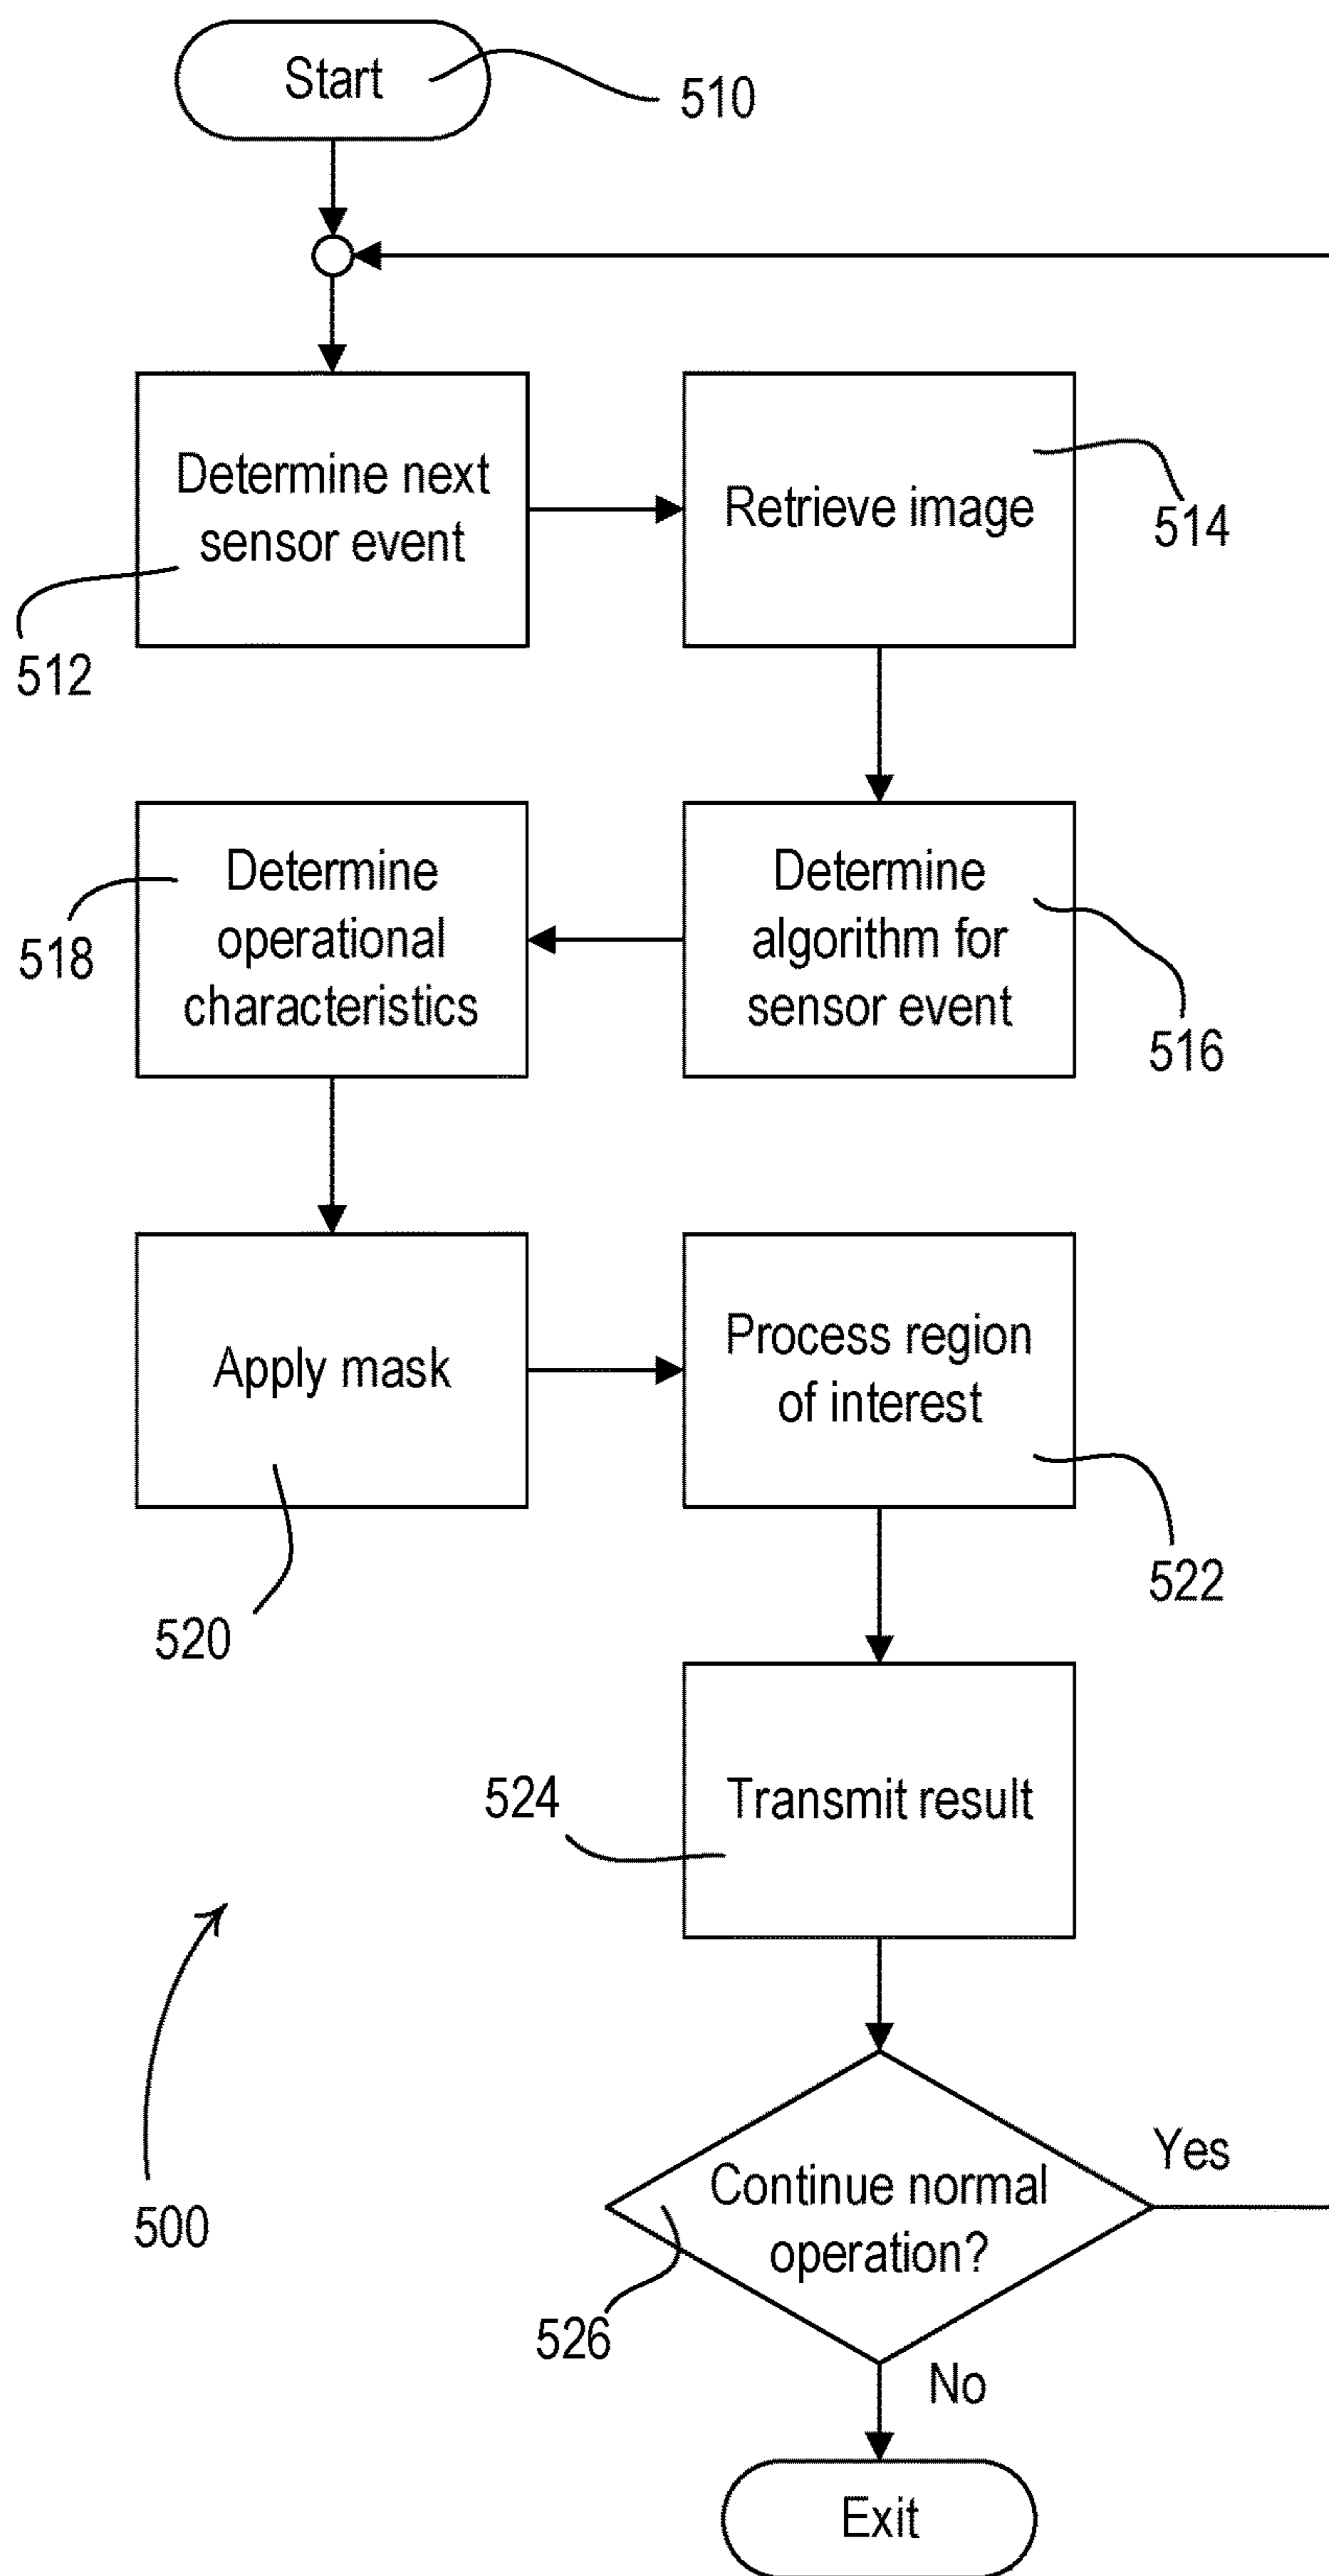 Start
510
Determine next
sensor event
512
Retrieve image
514
Determine
algorithm for
sensor event
516
Determine
operational
characteristics
518
Apply mask
520
Process region
of interest
522
Transmit result
524
500
Continue normal
operation?
526
Yes
No
Exit